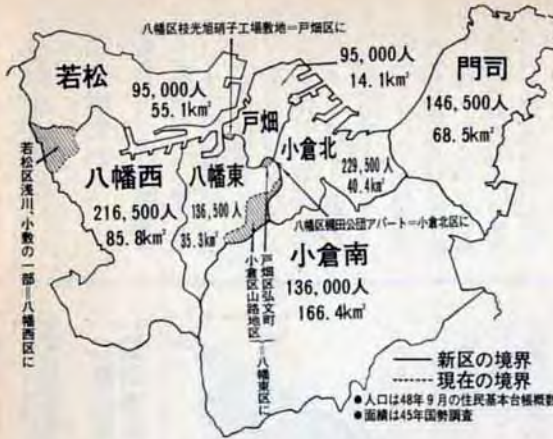 八幡区枝光旭硝子工場敷地＝戸畑区に
若松
95,000人
55.1km²
戸畑
95,000人
14.1km²
門司
146,500人
68.5km²
若松区浅川、小敷の一部＝八幡西区に
八幡西
216,500人
85.8km²
八幡東
136,500人
35.3km²
小倉北
229,500人
40.4km²
八幡区槻田公団アパート＝小倉北区に
戸畑区弘文町
小倉区山路地区
＝八幡東区に
小倉南
136,000人
166.4km²
新区の境界
現在の境界
●人口は48年9月の住民基本台帳概数
●面積は45年国勢調査